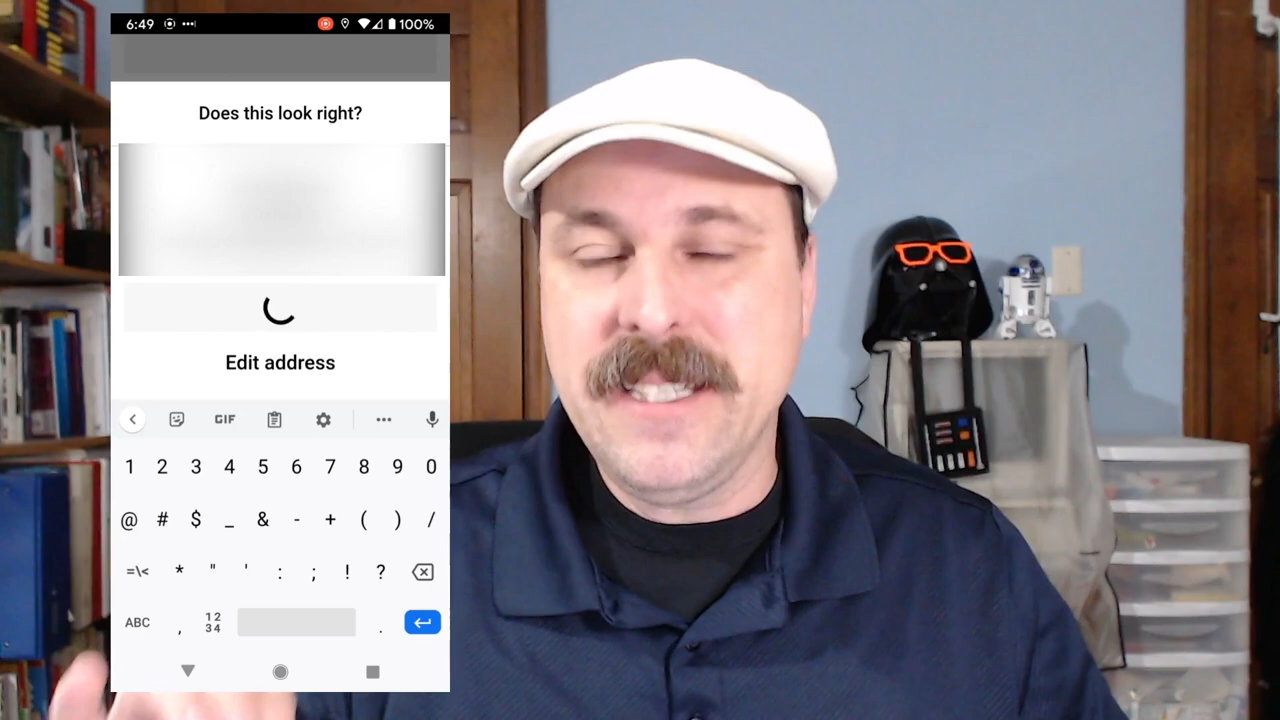 6:49
100%
Does this look right?
Edit address
GIF
1 2 3 4 5 6 7 8 9 0
@ # $ _ & - + ( ) /
=\< * " ' : ; ! ?
ABC , 12 34 .